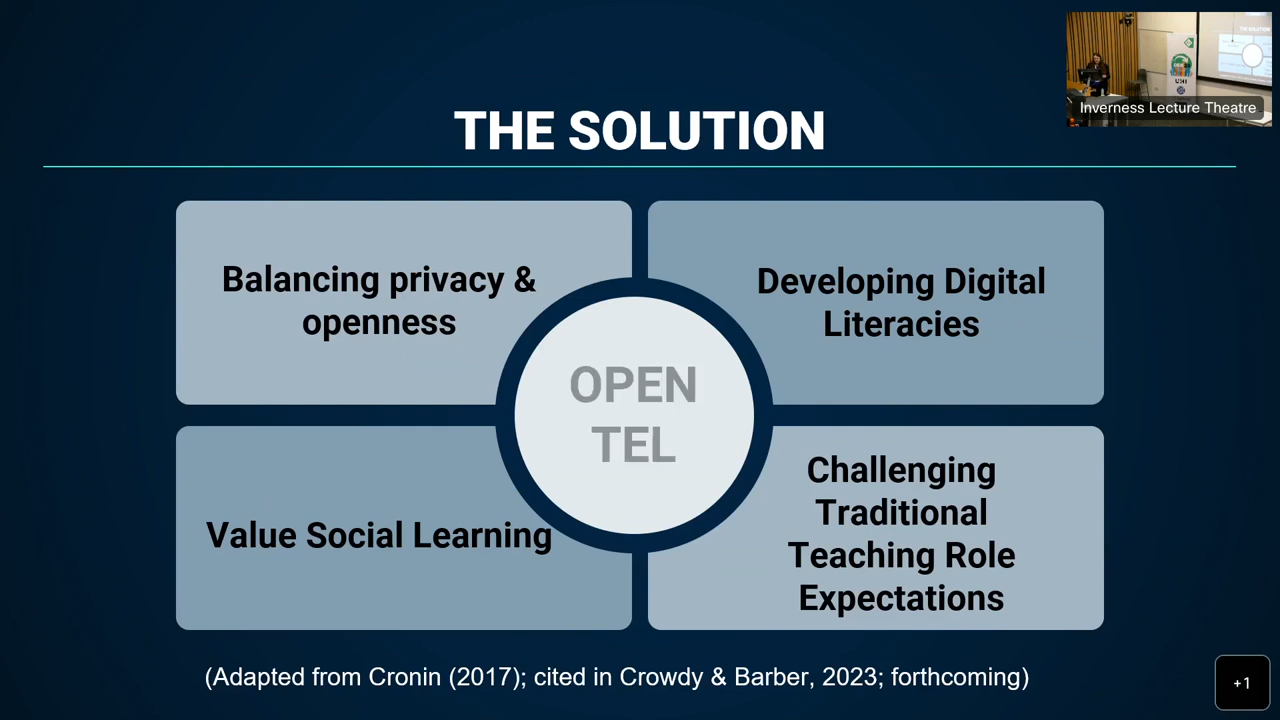 THE SOLUTION
Inverness Lecture Theatre
Balancing privacy &
openness
Developing Digital
Literacies
OPEN
TEL
Value Social Learning
Challenging
Traditional
Teaching Role
Expectations
(Adapted from Cronin (2017); cited in Crowdy & Barber, 2023; forthcoming)
+1